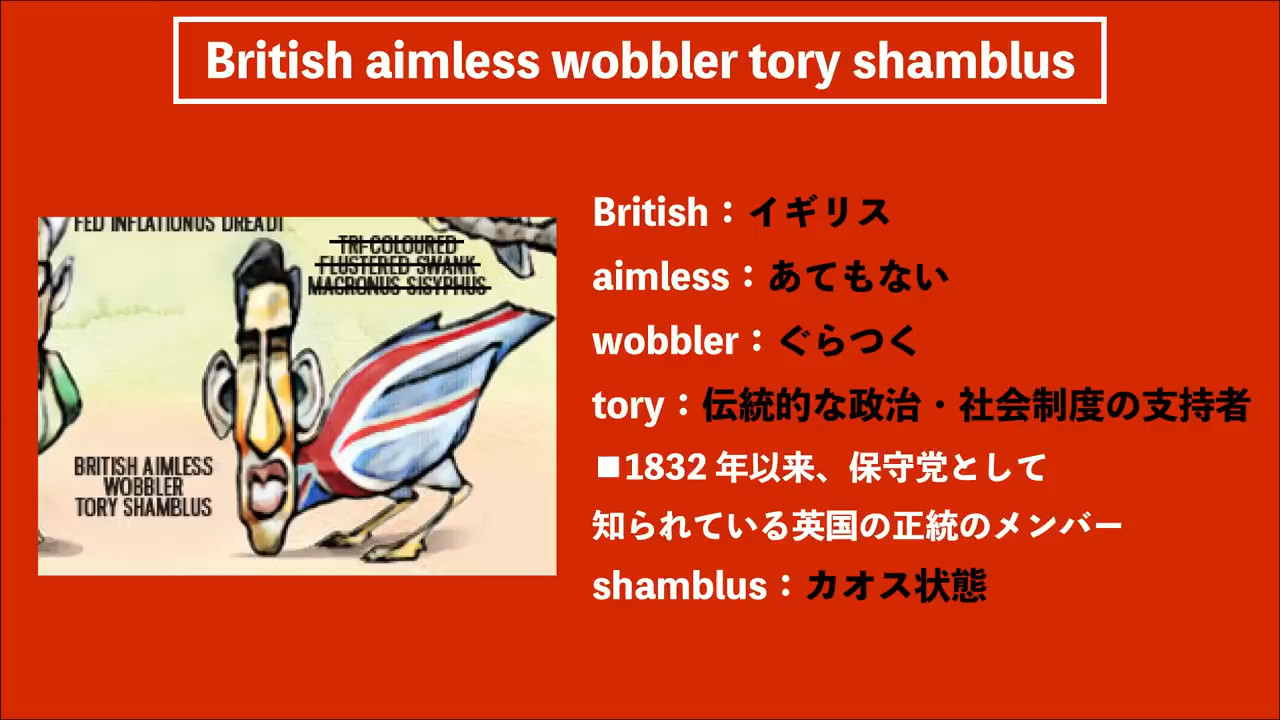 British aimless wobbler tory shamblus
FED INFLATIONUS DREADI
TRI-COLOURED
FLUSTERED SWANK
MACRONUS SISYPHUS
BRITISH AIMLESS
WOBBLER
TORY SHAMBLUS
British：イギリス
aimless：あてもない
wobbler：ぐらつく
tory：伝統的な政治・社会制度の支持者
■1832年以来、保守党として
知られている英国の正統のメンバー
shamblus：カオス状態